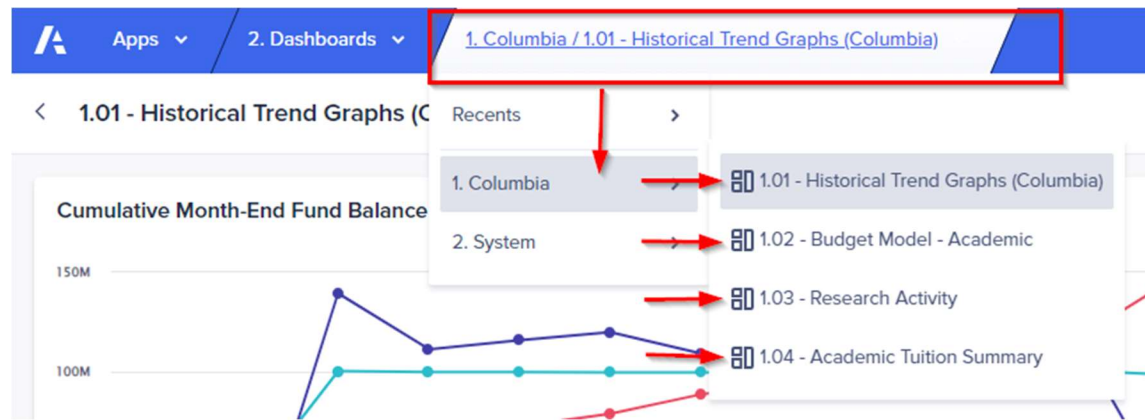 Apps
2. Dashboards
1. Columbia / 1.01 - Historical Trend Graphs (Columbia)
1.01 - Historical Trend Graphs (C
Recents
1. Columbia
2. System
1.01 - Historical Trend Graphs (Columbia)
1.02 - Budget Model - Academic
1.03 - Research Activity
1.04 - Academic Tuition Summary
Cumulative Month-End Fund Balance
150M
100M